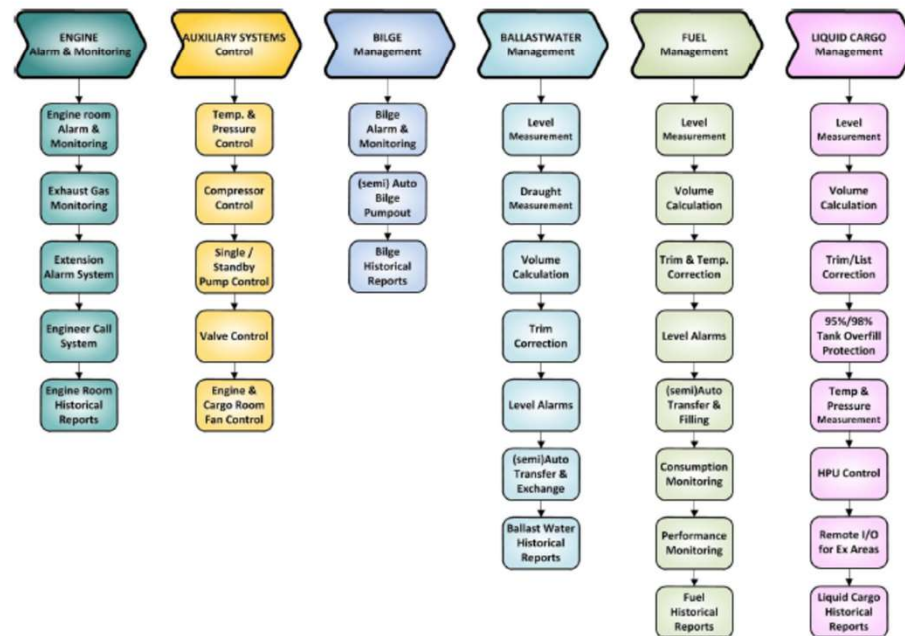 ENGINE
Alarm & Monitoring
AUXILIARY SYSTEMS
Control
BILGE
Management
BALLASTWATER
Management
FUEL
Management
LIQUID CARGO
Management
Engine room
Alarm &
Monitoring
Exhaust Gas
Monitoring
Extension
Alarm System
Engineer Call
System
Engine Room
Historical
Reports
Temp. &
Pressure
Control
Compressor
Control
Single /
Standby
Pump Control
Valve Control
Engine &
Cargo Room
Fan Control
Bilge
Alarm &
Monitoring
(semi) Auto
Bilge
Pumpout
Bilge
Historical
Reports
Level
Measurement
Draught
Measurement
Volume
Calculation
Trim
Correction
Level Alarms
(semi)Auto
Transfer &
Exchange
Ballast Water
Historical
Reports
Level
Measurement
Volume
Calculation
Trim & Temp.
Correction
Level Alarms
(semi)Auto
Transfer &
Filling
Consumption
Monitoring
Performance
Monitoring
Fuel
Historical
Reports
Level
Measurement
Volume
Calculation
Trim/List
Correction
95%/98%
Tank Overfill
Protection
Temp &
Pressure
Measurement
HPU Control
Remote I/O
for Ex Areas
Liquid Cargo
Historical
Reports